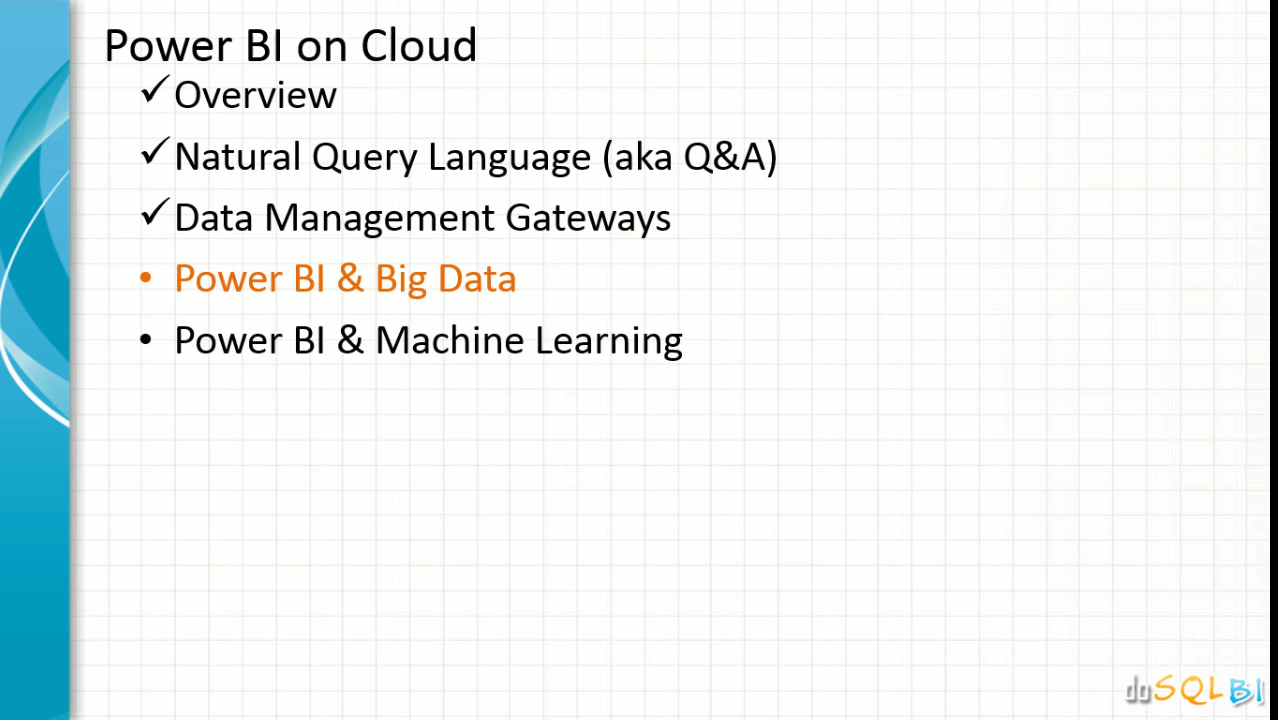 Power BI on Cloud
✓Overview
✓Natural Query Language (aka Q&A)
✓Data Management Gateways
• Power BI & Big Data
• Power BI & Machine Learning
doSQLBI